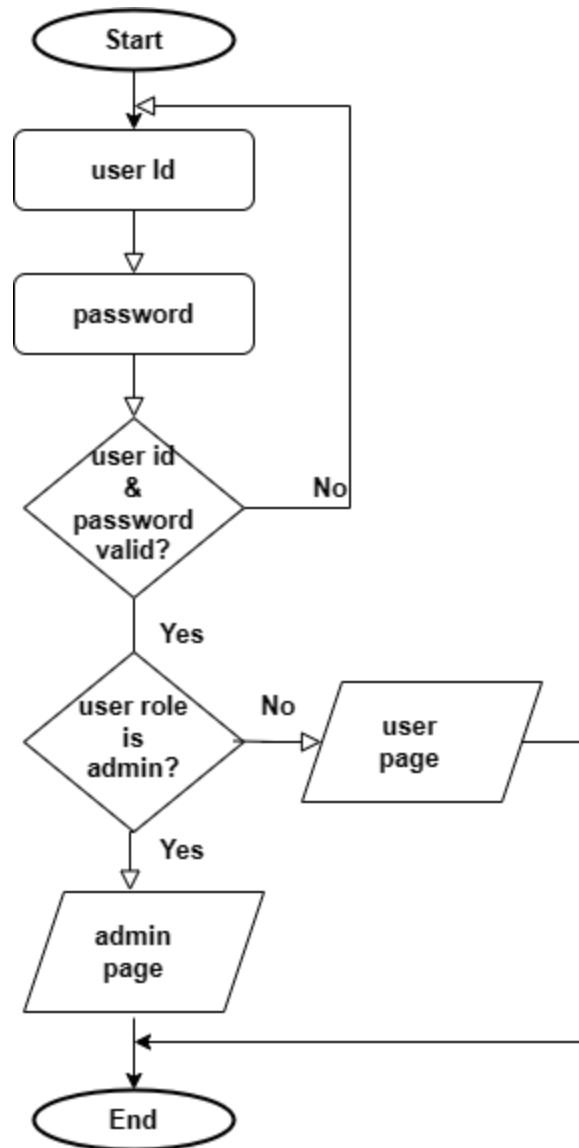 Start
user Id
password
user id
&
password
valid?
No
Yes
user role
is
admin?
No
user
page
Yes
admin
page
End